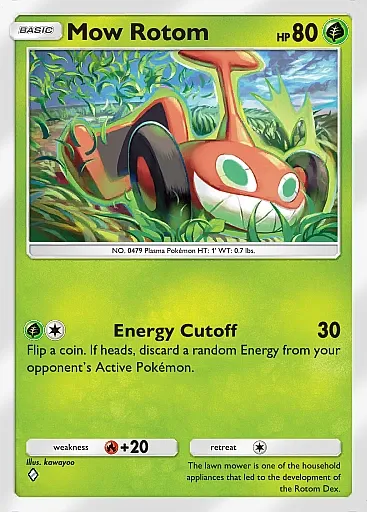 BASIC
Mow Rotom
HP 80
NO. 0479 Plasma Pokémon HT: 1' WT: 0.7 lbs.
Energy Cutoff 30
Flip a coin. If heads, discard a random Energy from your
opponent's Active Pokémon.
weakness +20
retreat
Illus. kawayoo
The lawn mower is one of the household
appliances that led to the development of
the Rotom Dex.